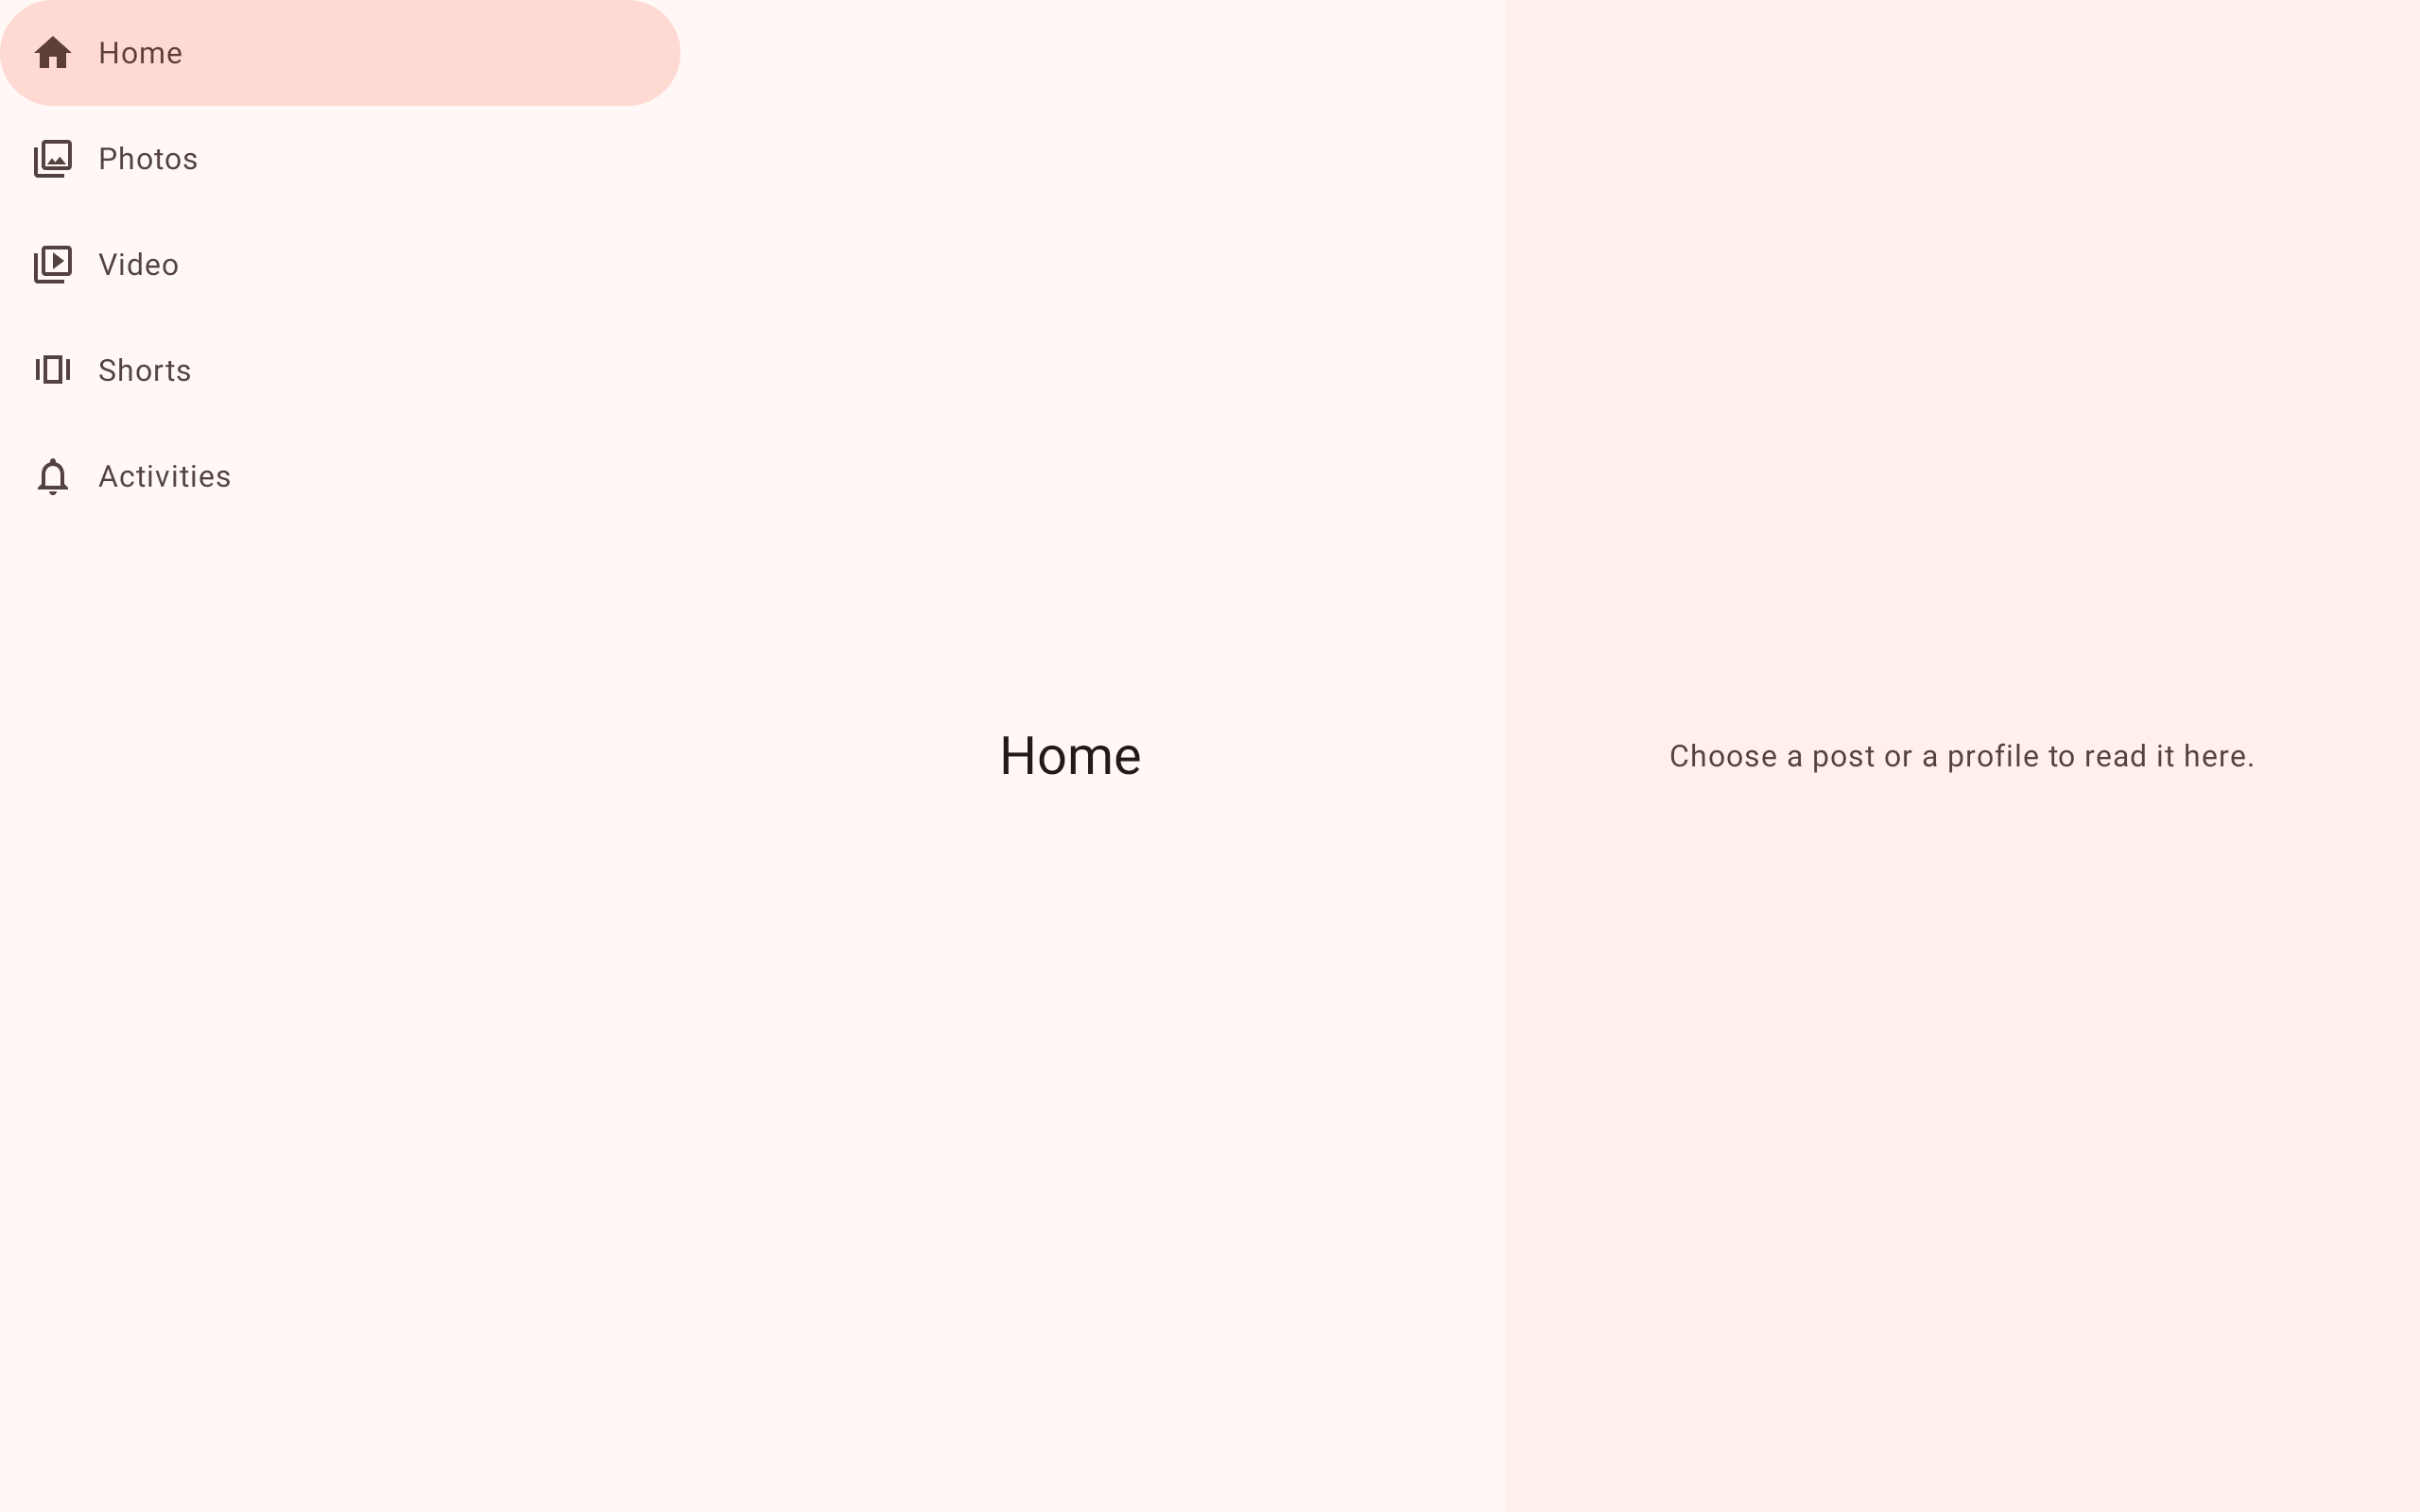 Home
Photos
Video
Shorts
Activities
Home
Choose a post or a profile to read it here.